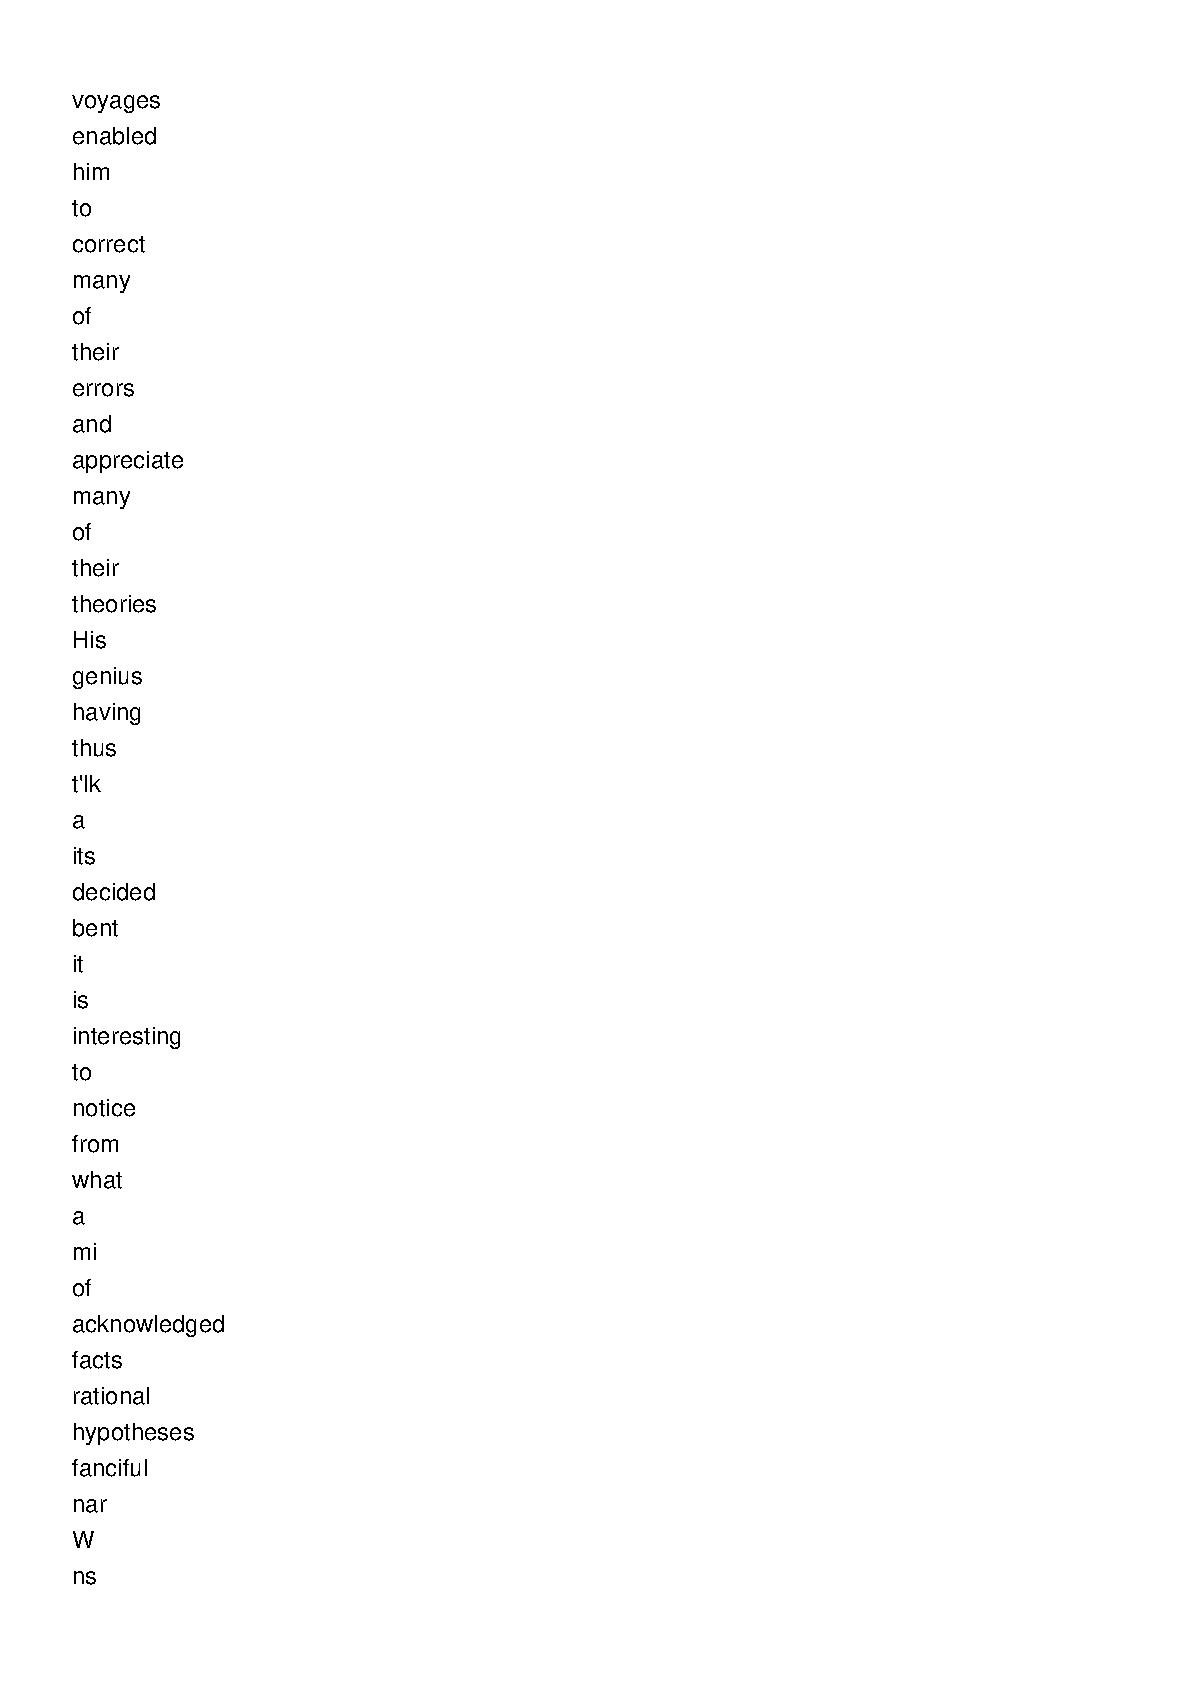 voyages
enabled
him
to
correct
many
of
their
errors
and
appreciate
many
of
their
theories
His
genius
having
thus
t'lk
a
its
decided
bent
it
is
interesting
to
notice
from
what
a
mi
of
acknowledged
facts
rational
hypotheses
fanciful
nar
W
ns